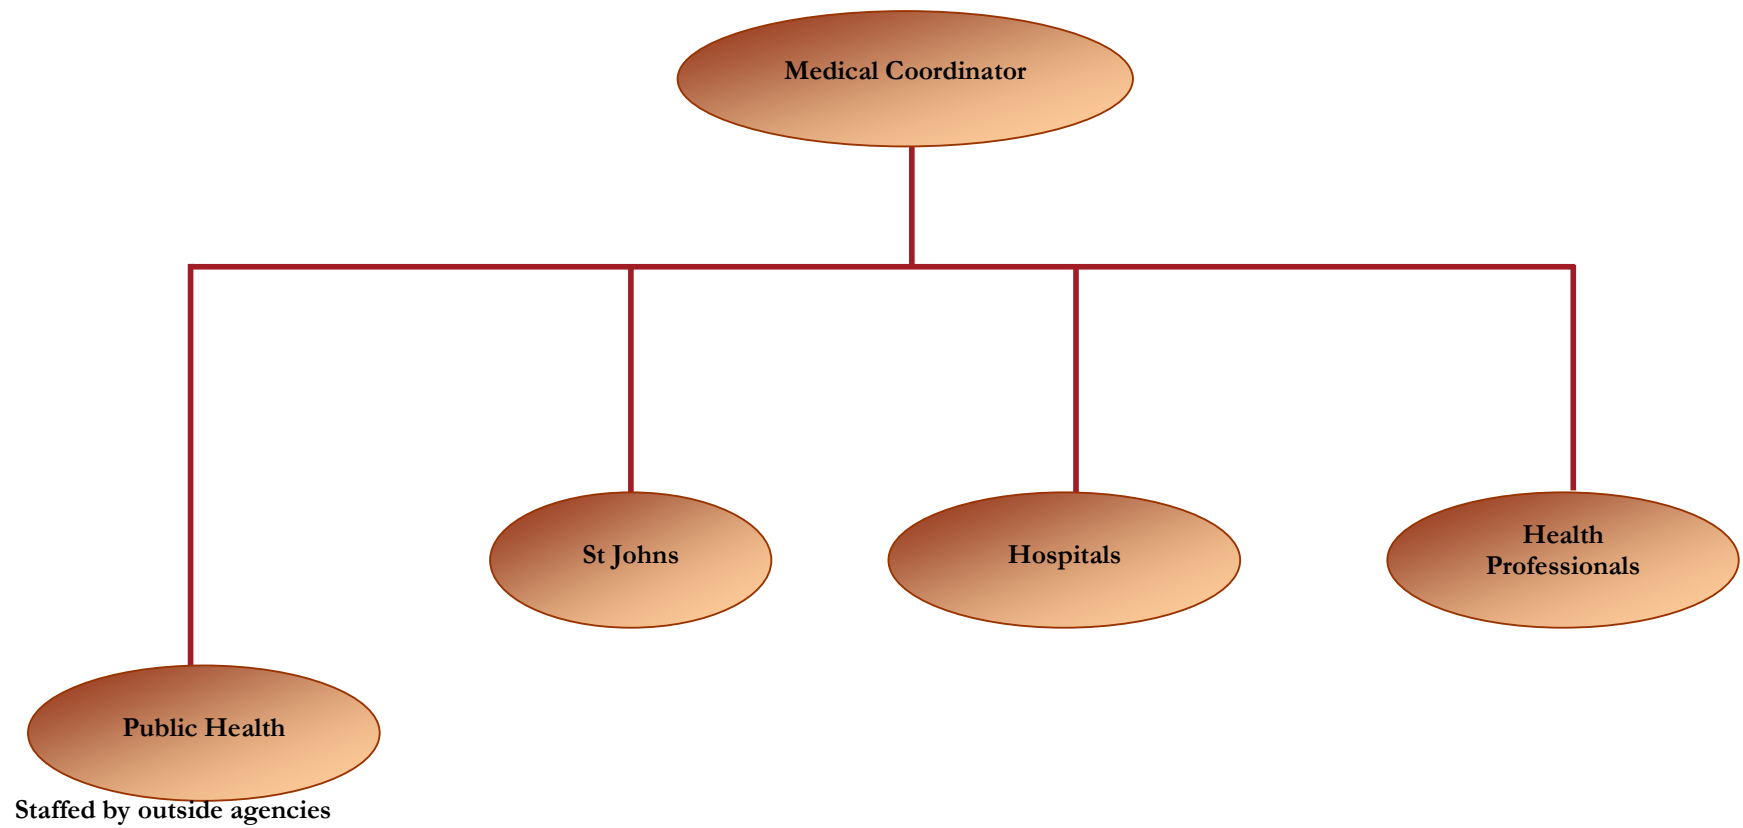 Medical Coordinator
St Johns
Hospitals
Health
Professionals
Public Health
Staffed by outside agencies